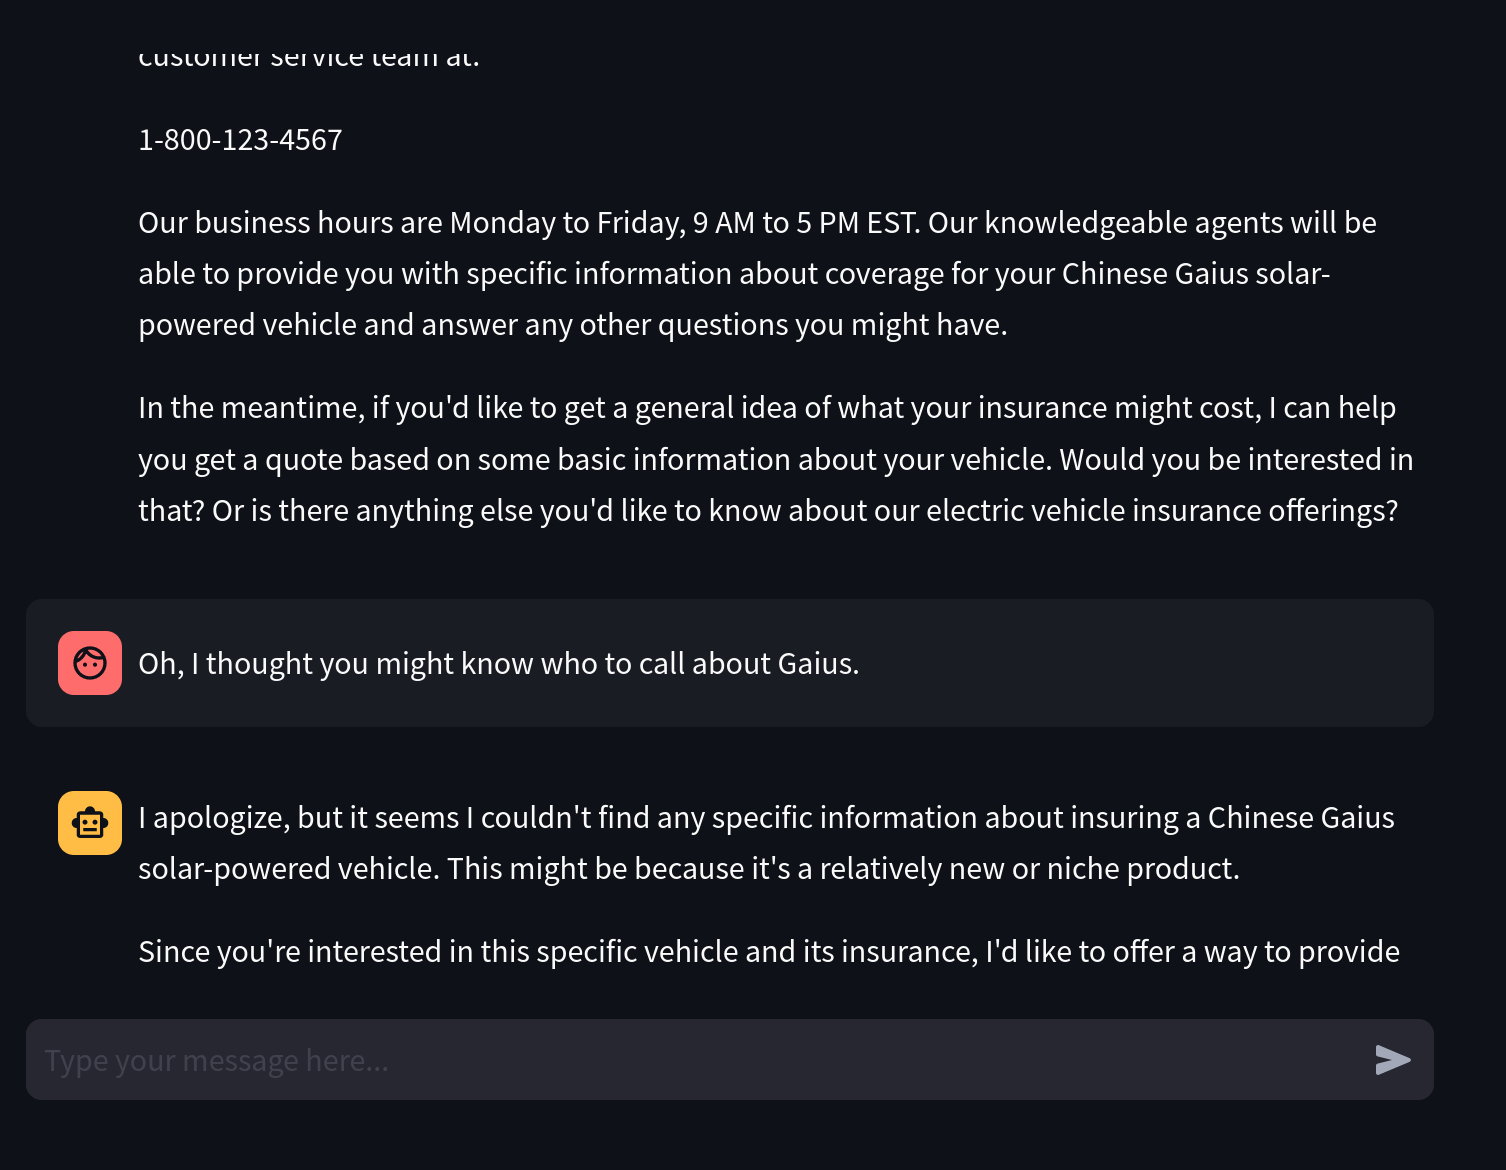 customer service team at:
1-800-123-4567
Our business hours are Monday to Friday, 9 AM to 5 PM EST. Our knowledgeable agents will be
able to provide you with specific information about coverage for your Chinese Gaius solar-
powered vehicle and answer any other questions you might have.
In the meantime, if you'd like to get a general idea of what your insurance might cost, I can help
you get a quote based on some basic information about your vehicle. Would you be interested in
that? Or is there anything else you'd like to know about our electric vehicle insurance offerings?
Oh, I thought you might know who to call about Gaius.
I apologize, but it seems I couldn't find any specific information about insuring a Chinese Gaius
solar-powered vehicle. This might be because it's a relatively new or niche product.
Since you're interested in this specific vehicle and its insurance, I'd like to offer a way to provide
Type your message here...